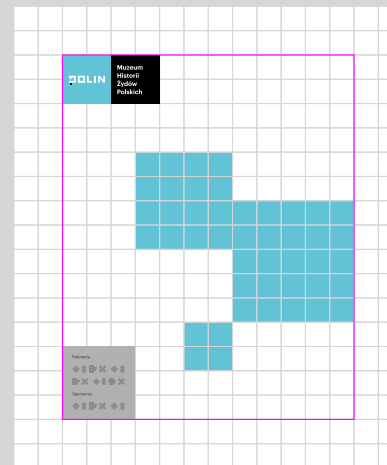 POLIN
Muzeum
Historii
Żydów
Polskich
Partnerzy:
Sponsorzy: